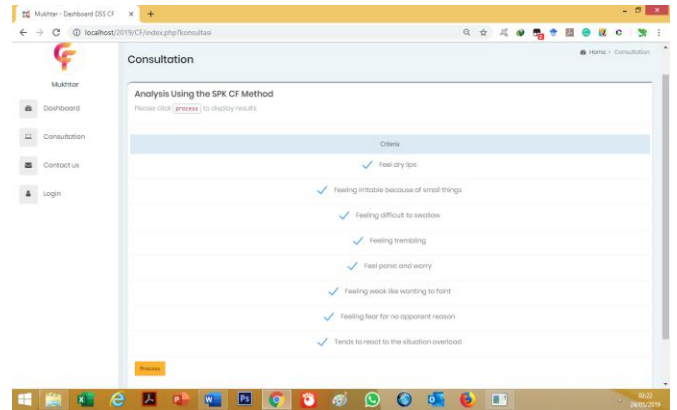 Mukhtar - Dashboard DSS CF
localhost/2019/CF/index.php?konsultasi
Consultation
Home > Consultation
Mukhtar
Dashboard
Consultation
Contact us
Login
Analysis Using the SPK CF Method
Please click process to display results
Criteria
Feel dry lips
Feeling irritable because of small things
Feeling difficult to swallow
Feeling trembling
Feel panic and worry
Feeling weak like wanting to faint
Feeling fear for no apparent reason
Tends to react to the situation overload
Process
02:22
24/05/2019